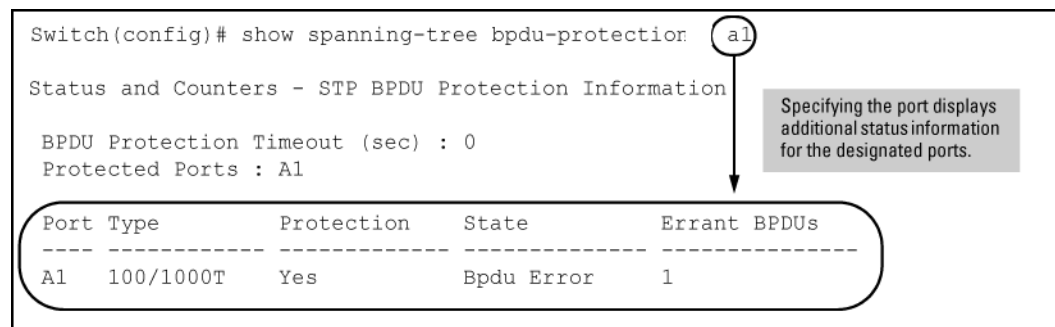 Switch(config)# show spanning-tree bpdu-protection a1
Status and Counters - STP BPDU Protection Information
Specifying the port displays
additional status information
for the designated ports.
BPDU Protection Timeout (sec) : 0
Protected Ports : A1
Port Type Protection State Errant BPDUs
---- ------------ ------------- -------------- ---------------
A1 100/1000T Yes Bpdu Error 1